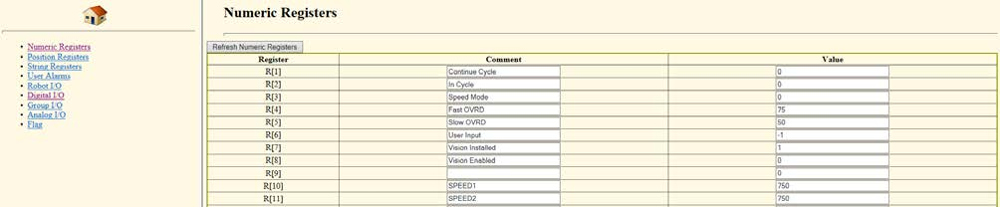 Numeric Registers
Position Registers
String Registers
User Alarms
Robot I/O
Digital I/O
Group I/O
Analog I/O
Flag
Numeric Registers
Refresh Numeric Registers
Register Comment Value
R[1] Continue Cycle 0
R[2] In Cycle 0
R[3] Speed Mode 0
R[4] Fast OVRD 75
R[5] Slow OVRD 50
R[6] User Input -1
R[7] Vision Installed 1
R[8] Vision Enabled 0
R[9] 0
R[10] SPEED1 750
R[11] SPEED2 750